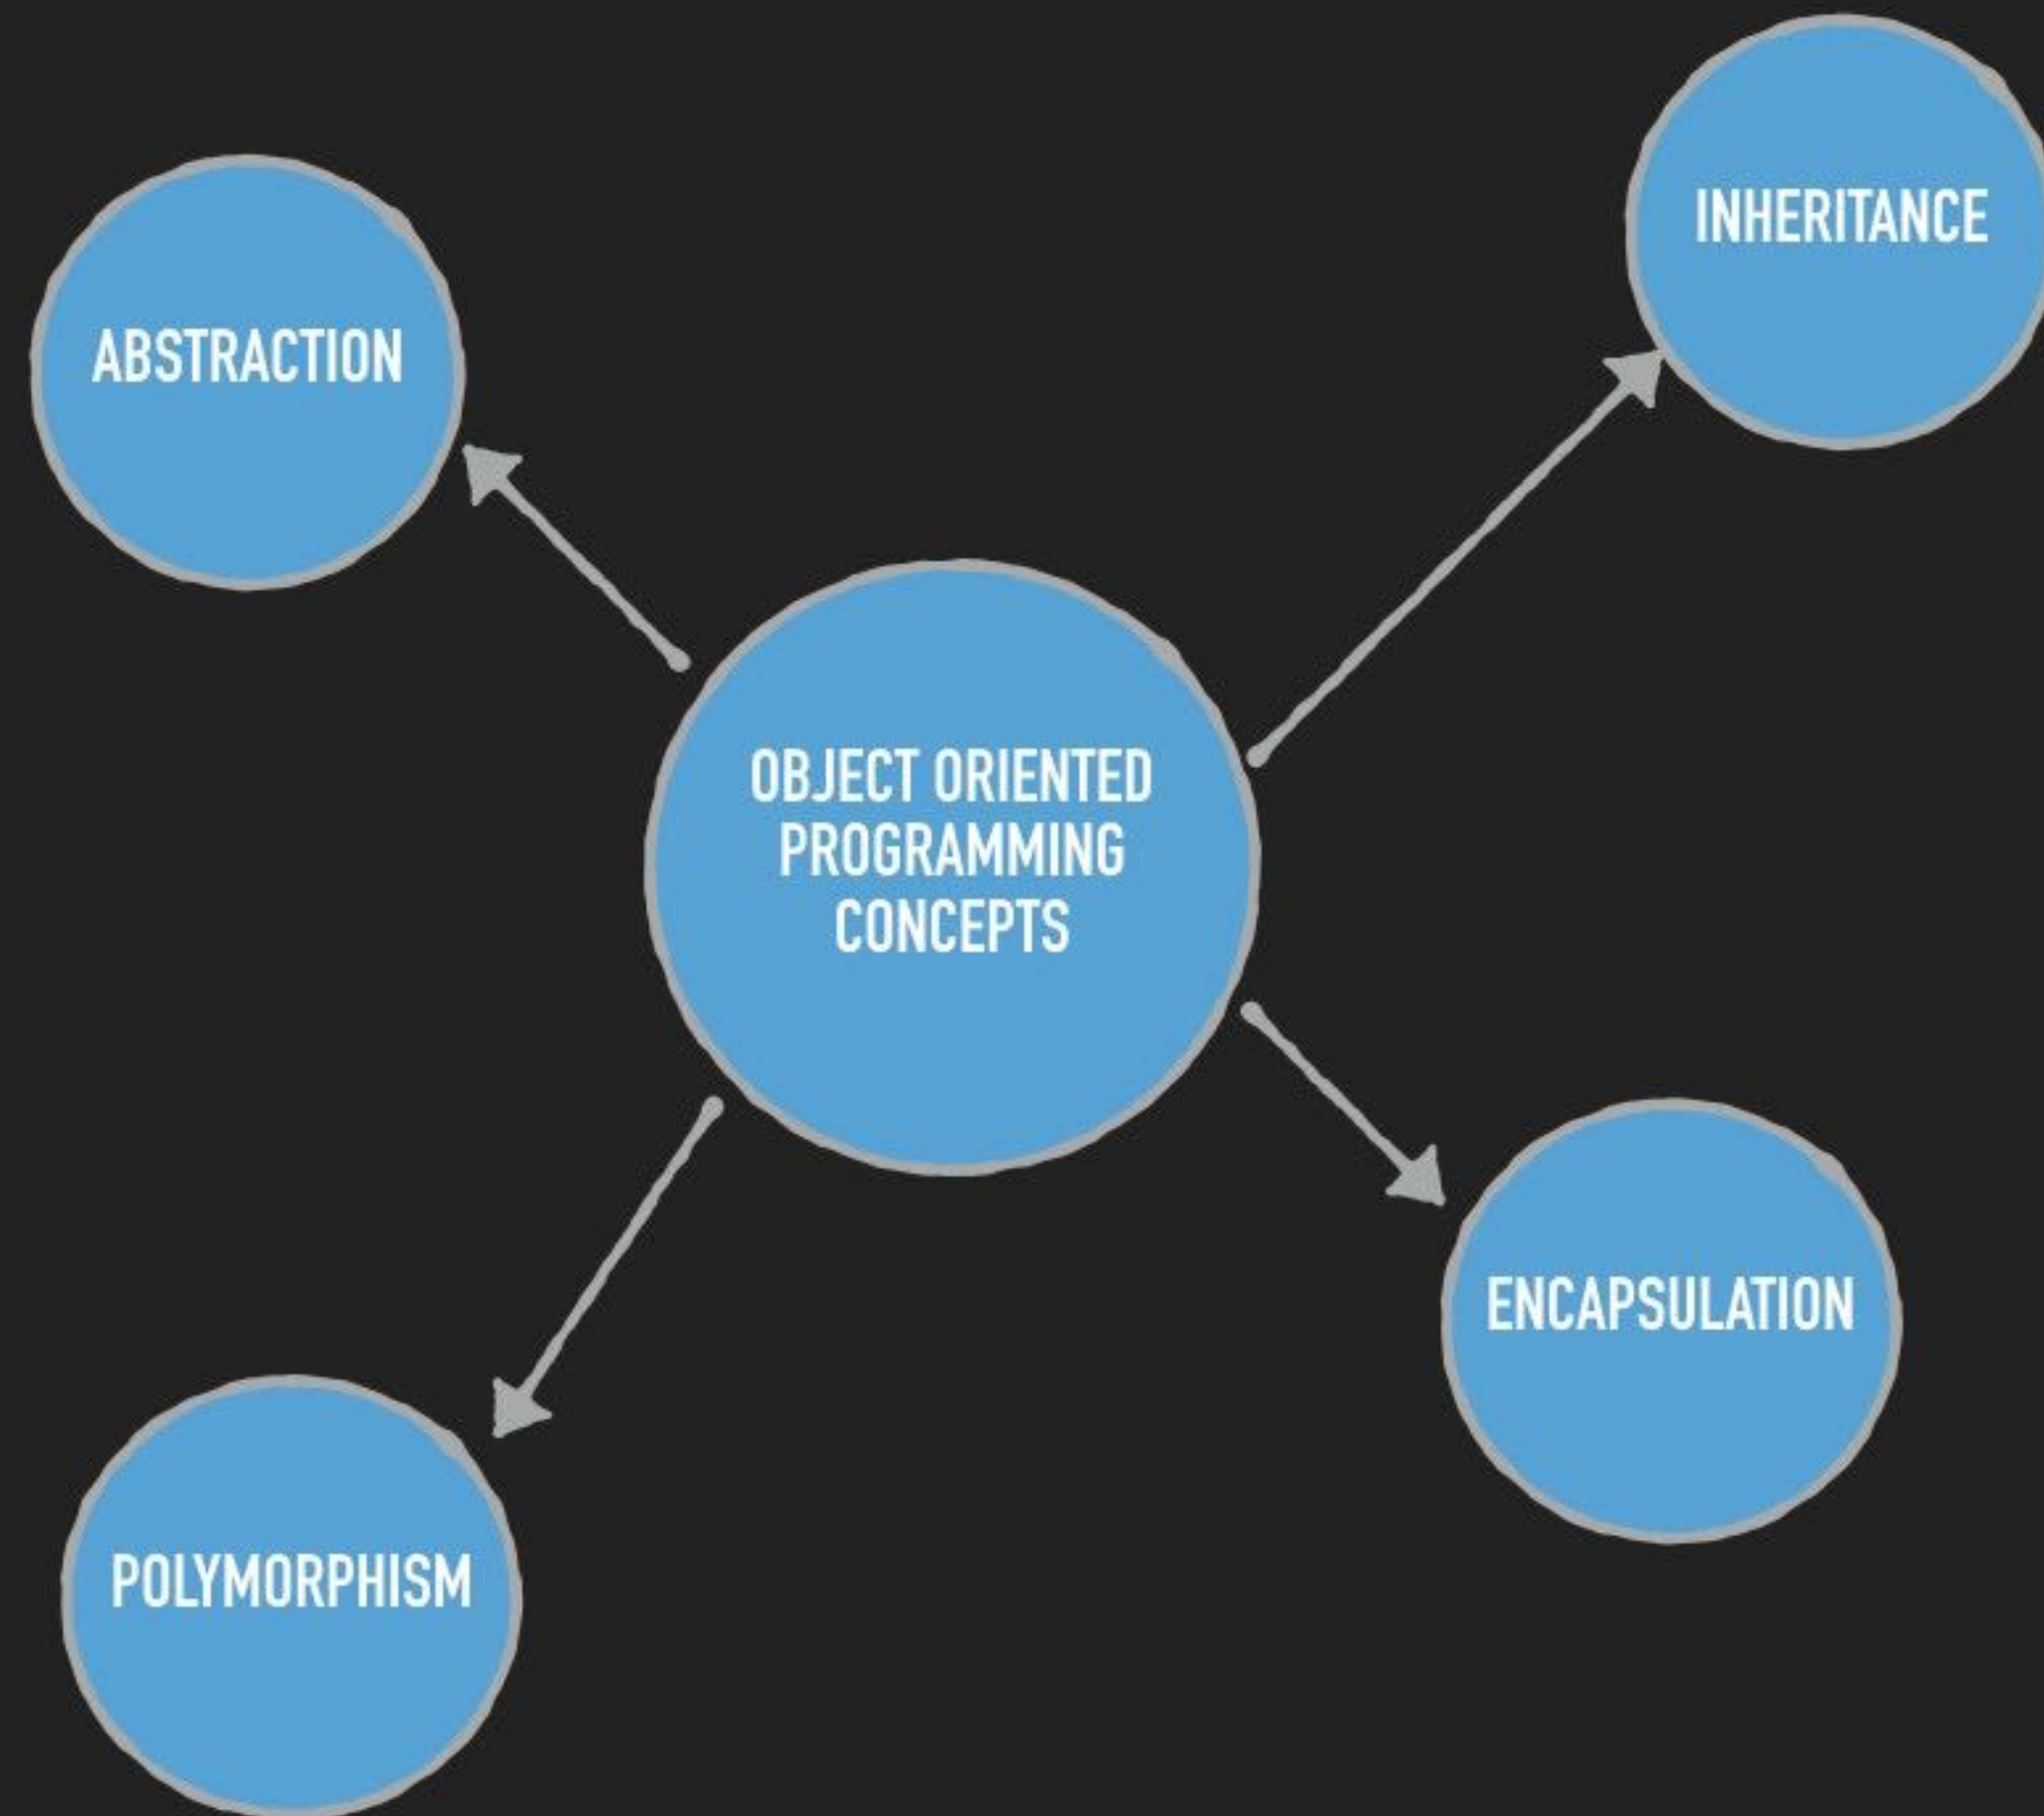 INHERITANCE
ABSTRACTION
OBJECT ORIENTED
PROGRAMMING
CONCEPTS
ENCAPSULATION
POLYMORPHISM